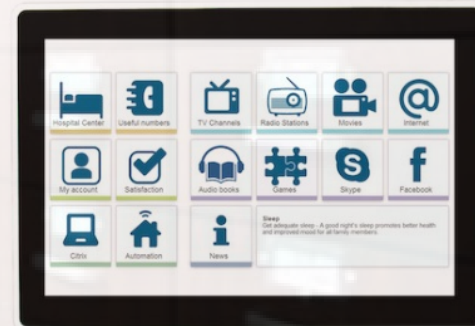 Hospital Center
Useful numbers
TV Channels
Radio Stations
Movies
Internet
My account
Satisfaction
Audio books
Games
Skype
Facebook
Citrix
Automation
News
Sleep
Get adequate sleep - A good night's sleep promotes better health
and improved mood for all family members.